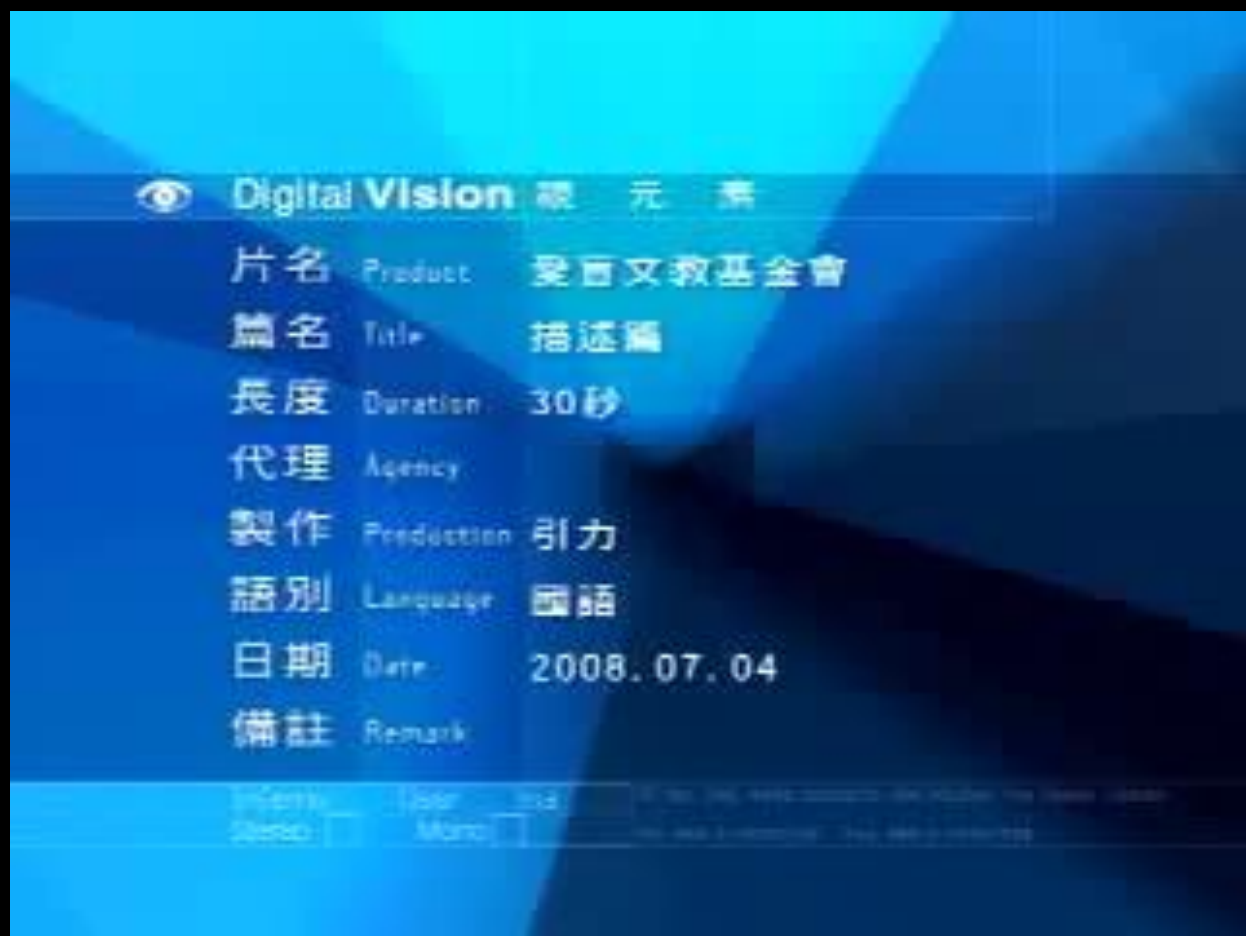 Digital Vision 視元素
片名 Product 愛盲文教基金會
篇名 Title 描述篇
長度 Duration 30秒
代理 Agency
製作 Production 引力
語別 Language 國語
日期 Date 2008.07.04
備註 Remark
Stereo Mono